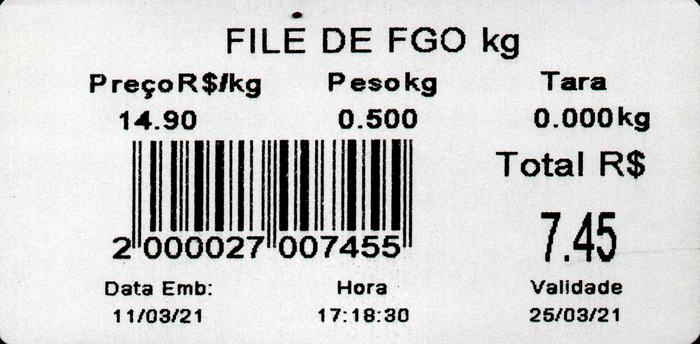 FILE DE FGO kg
PreçoR$/kg Pesokg Tara
14.90 0.500 0.000kg
Total R$
7.45
2 000027 007455
Data Emb: Hora Validade
11/03/21 17:18:30 25/03/21